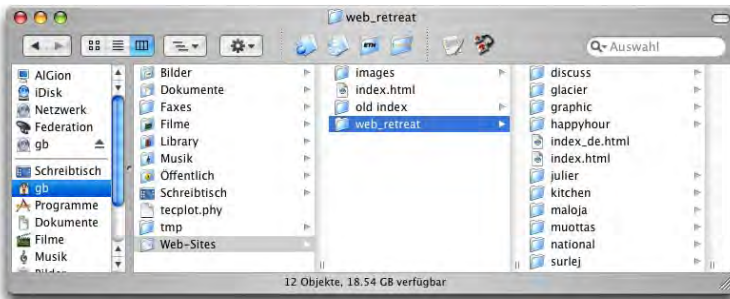 web_retreat
ETH
Auswahl
AlGion
iDisk
Netzwerk
Federation
gb
Schreibtisch
gb
Programme
Dokumente
Filme
Musik
Bilder
Dokumente
Faxes
Filme
Library
Musik
Öffentlich
Schreibtisch
tecplot.phy
tmp
Web-Sites
images
index.html
old index
web_retreat
discuss
glacier
graphic
happyhour
index_de.html
index.html
julier
kitchen
maloja
muottas
national
surlej
12 Objekte, 18.54 GB verfügbar